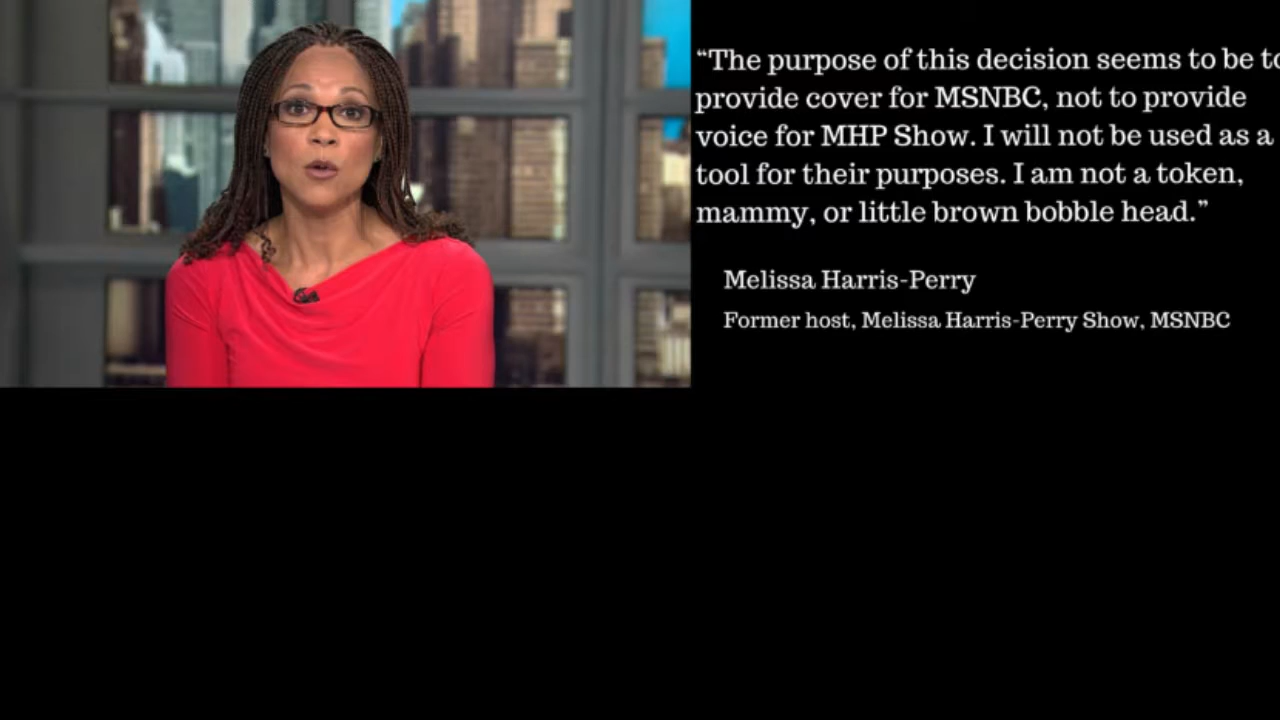 “The purpose of this decision seems to be to
provide cover for MSNBC, not to provide
voice for MHP Show. I will not be used as a
tool for their purposes. I am not a token,
mammy, or little brown bobble head.”
Melissa Harris-Perry
Former host, Melissa Harris-Perry Show, MSNBC